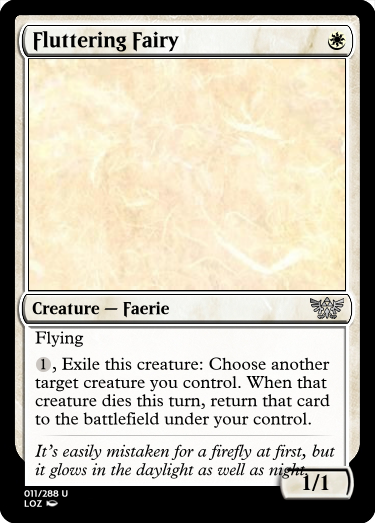 Fluttering Fairy
Creature — Faerie
Flying
1, Exile this creature: Choose another
target creature you control. When that
creature dies this turn, return that card
to the battlefield under your control.
It's easily mistaken for a firefly at first, but
it glows in the daylight as well as night.
1/1
011/288 U
LOZ